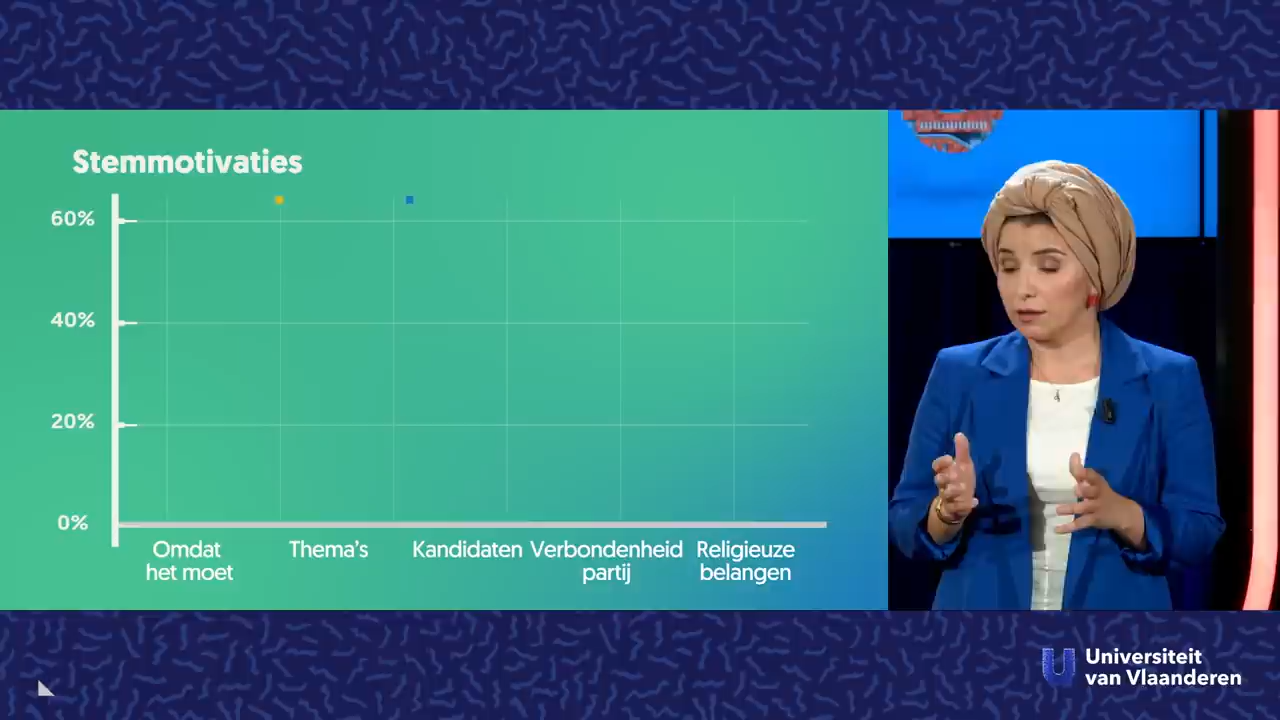 Stemmotivaties
60%
40%
20%
0%
Omdat
het moet
Thema's
Kandidaten
Verbondenheid
partij
Religieuze
belangen
Universiteit
van Vlaanderen